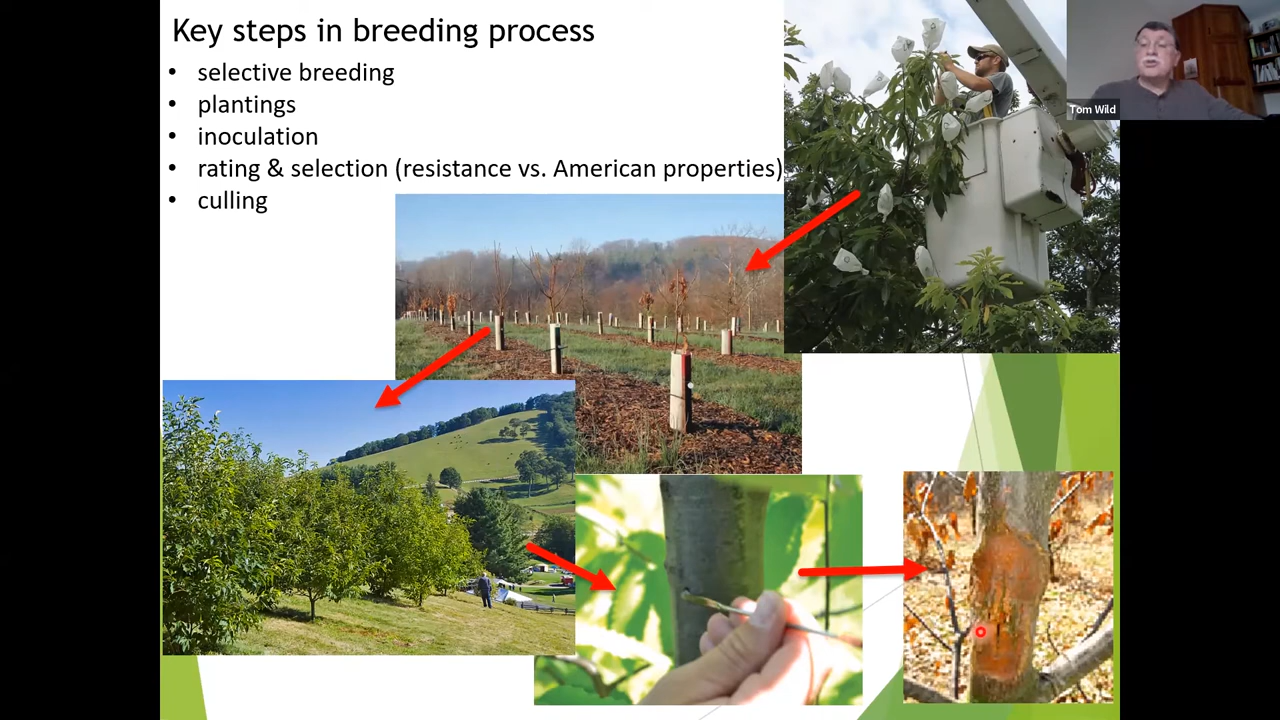 Key steps in breeding process
• selective breeding
• plantings
• inoculation
• rating & selection (resistance vs. American properties)
• culling
Tom Wild